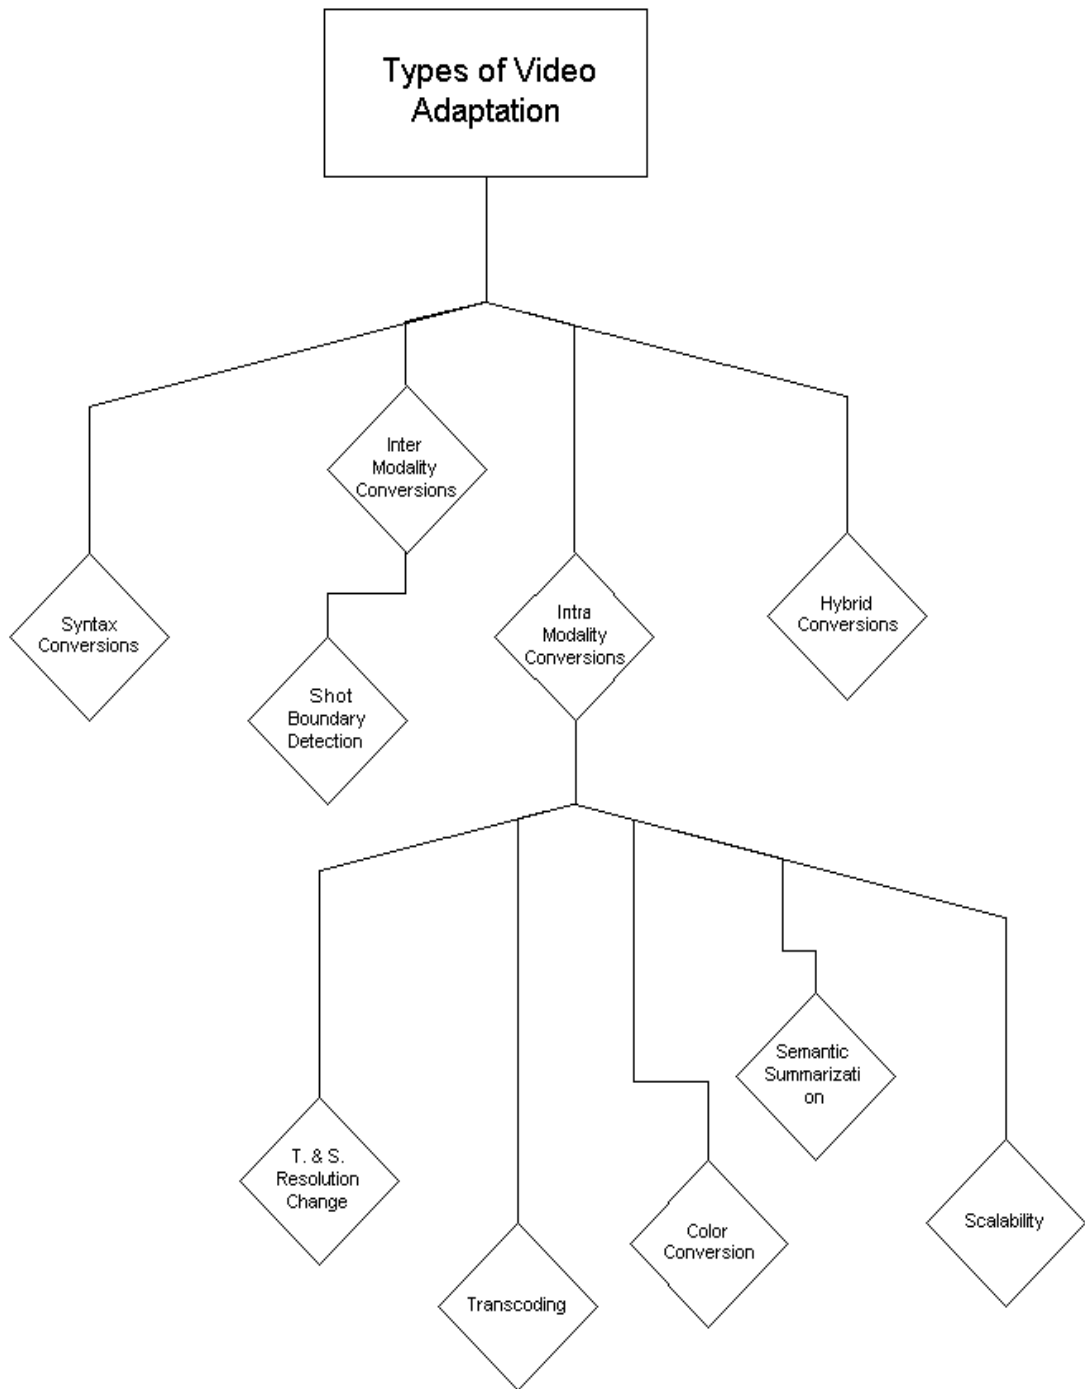 Types of Video
Adaptation
Inter
Modality
Conversions
Syntax
Conversions
Shot
Boundary
Detection
Intra
Modality
Conversions
Hybrid
Conversions
Semantic
Summarizati
on
T. & S.
Resolution
Change
Transcoding
Color
Conversion
Scalability